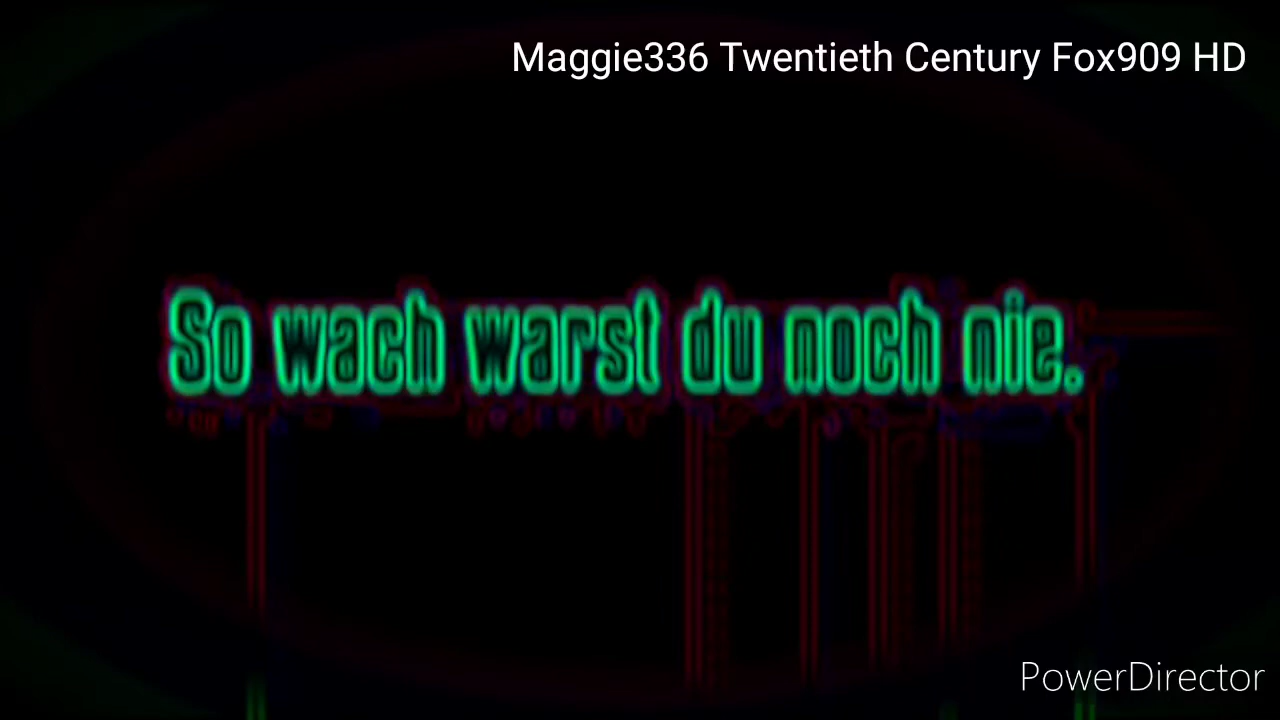 Maggie336 Twentieth Century Fox909 HD
So wach warst du noch nie.
PowerDirector